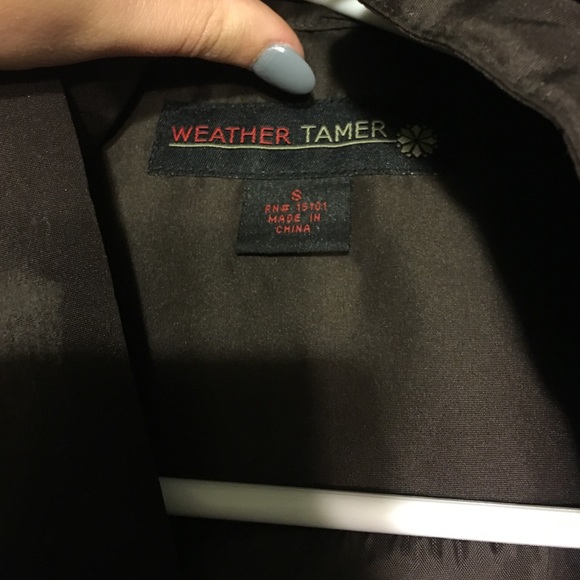 WEATHER TAMER
S
RN# 15101
MADE IN
CHINA